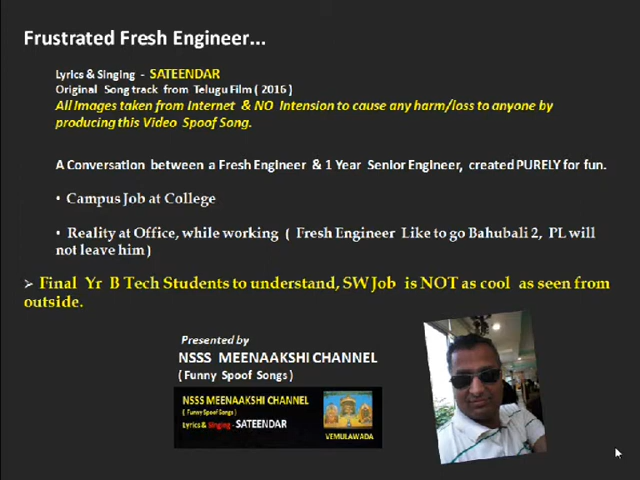 Frustrated Fresh Engineer...
Lyrics & Singing - SATEENDAR
Original Song track from Telugu Film ( 2016 )
All Images taken from Internet & NO Intension to cause any harm/loss to anyone by
producing this Video Spoof Song.
A Conversation between a Fresh Engineer & 1 Year Senior Engineer, created PURELY for fun.
• Campus Job at College
• Reality at Office, while working ( Fresh Engineer Like to go Bahubali 2, PL will
not leave him )
➢ Final Yr B Tech Students to understand, SW Job is NOT as cool as seen from
outside.
Presented by
NSSS MEENAAKSHI CHANNEL
( Funny Spoof Songs )
NSSS MEENAAKSHI CHANNEL
( Funny Spoof Songs )
Lyrics & Singing - SATEENDAR
VEMULAWADA